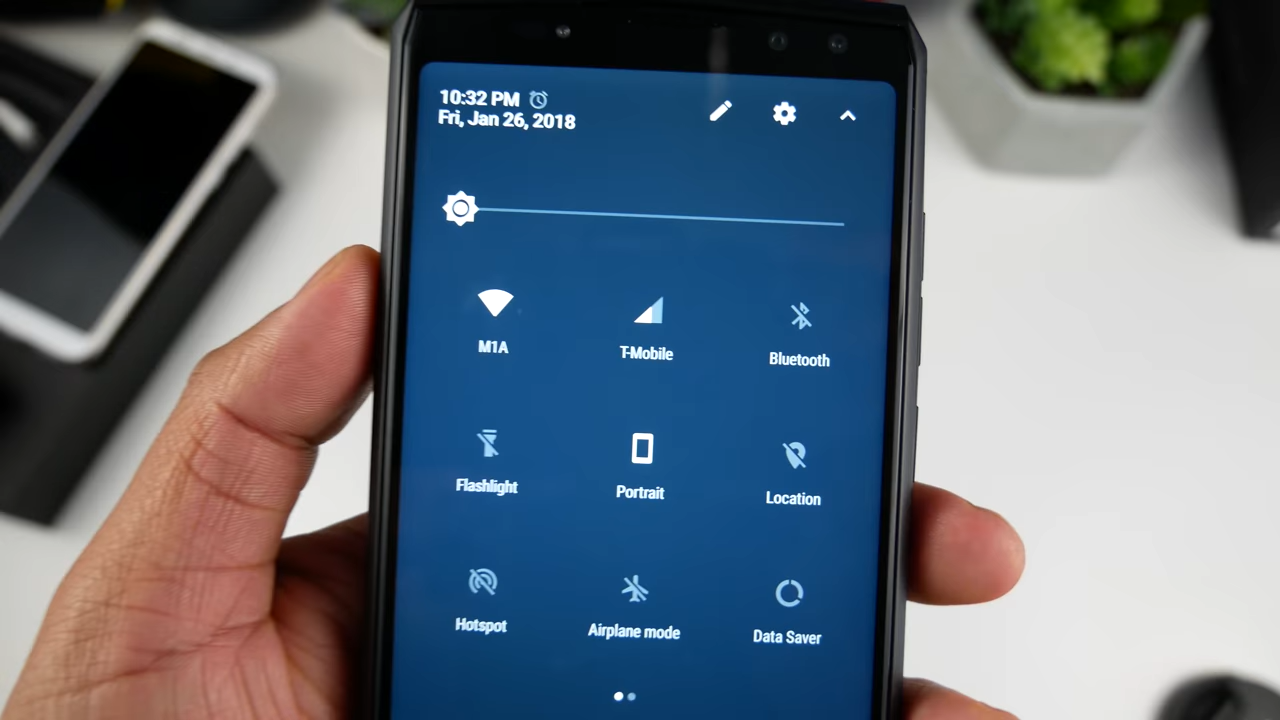 10:32 PM
Fri, Jan 26, 2018
M1A
T-Mobile
Bluetooth
Flashlight
Portrait
Location
Hotspot
Airplane mode
Data Saver